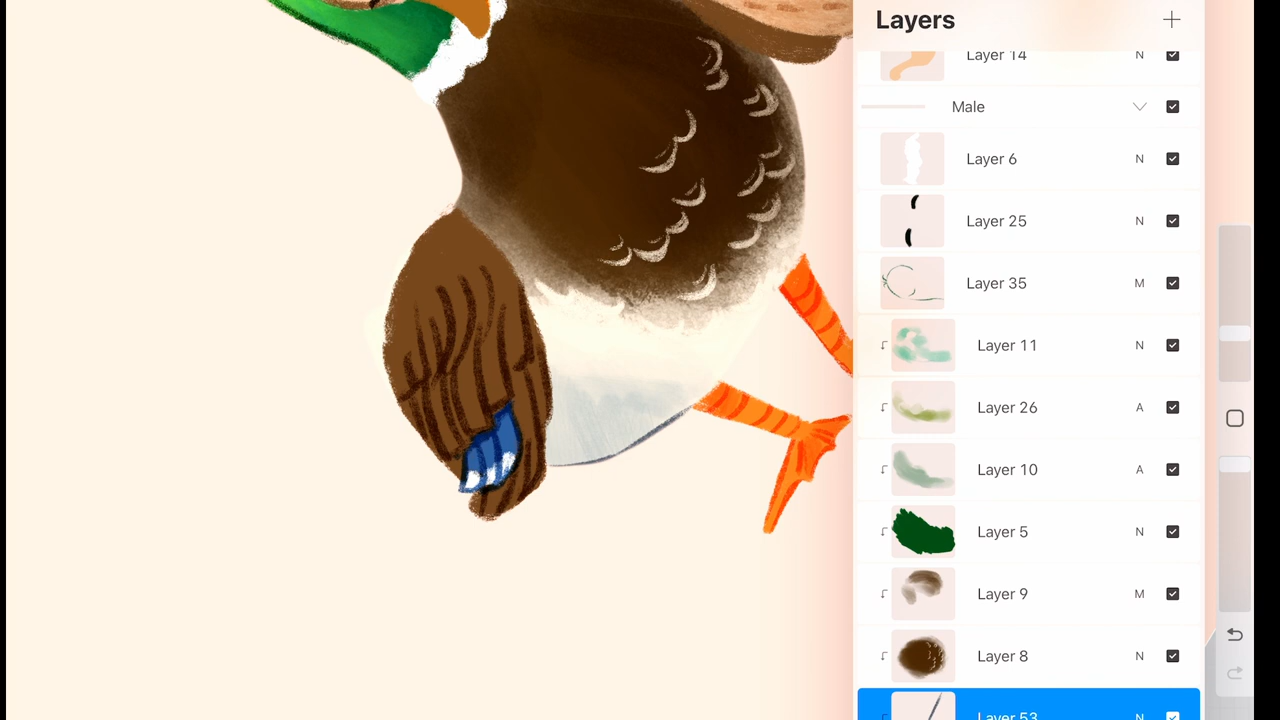 Layers
Layer 14 N
Male
Layer 6 N
Layer 25 N
Layer 35 M
Layer 11 N
Layer 26 A
Layer 10 A
Layer 5 N
Layer 9 M
Layer 8 N
Layer 53 N